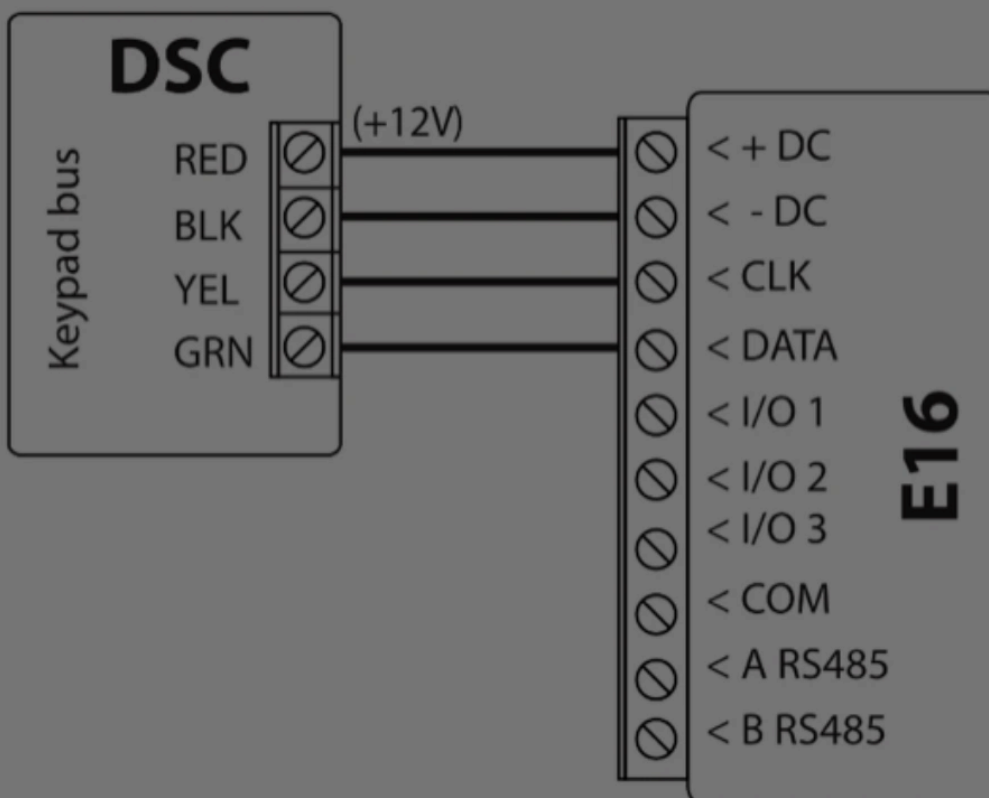 DSC
Keypad bus
RED
BLK
YEL
GRN
(+12V)
< + DC
< - DC
< CLK
< DATA
< I/O 1
< I/O 2
< I/O 3
< COM
< A RS485
< B RS485
E16